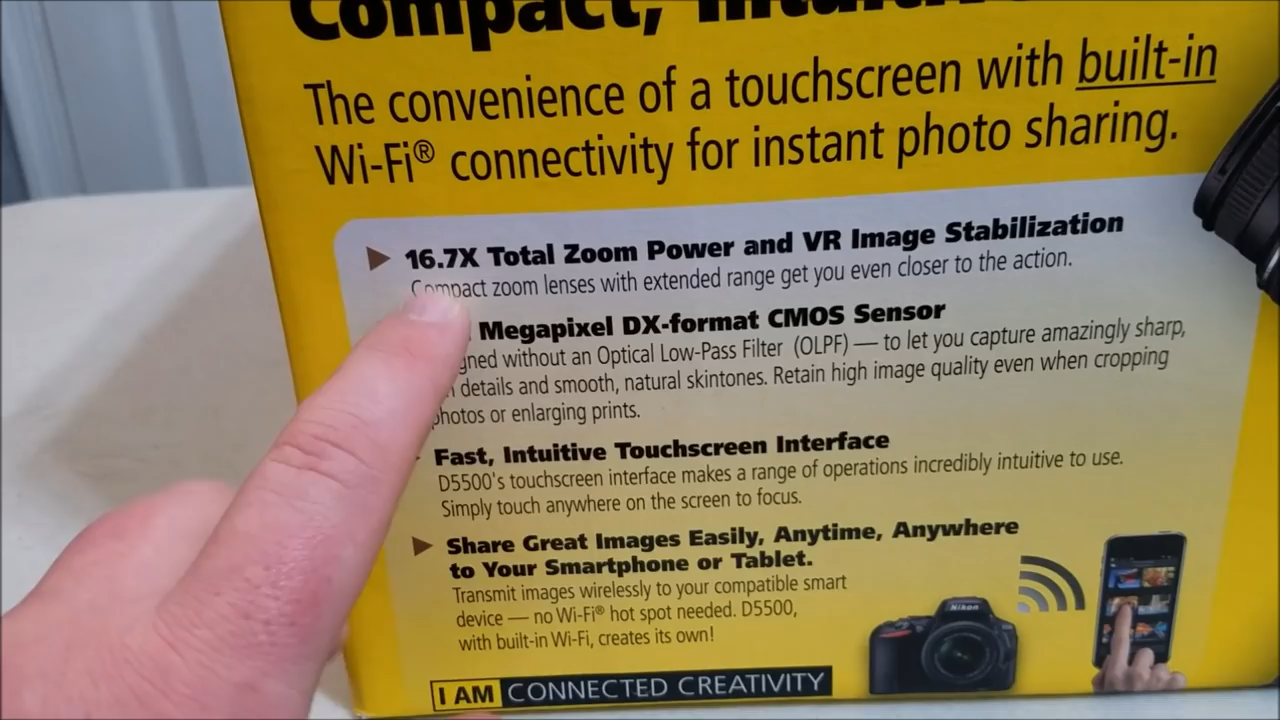 Compact,
The convenience of a touchscreen with built-in
Wi-Fi® connectivity for instant photo sharing.
16.7X Total Zoom Power and VR Image Stabilization
Compact zoom lenses with extended range get you even closer to the action.
Megapixel DX-format CMOS Sensor
without an Optical Low-Pass Filter (OLPF) — to let you capture amazingly sharp,
details and smooth, natural skintones. Retain high image quality even when cropping
photos or enlarging prints.
Fast, Intuitive Touchscreen Interface
D5500's touchscreen interface makes a range of operations incredibly intuitive to use.
Simply touch anywhere on the screen to focus.
Share Great Images Easily, Anytime, Anywhere
to Your Smartphone or Tablet.
Transmit images wirelessly to your compatible smart
device — no Wi-Fi® hot spot needed. D5500,
with built-in Wi-Fi, creates its own!
Nikon
I AM CONNECTED CREATIVITY